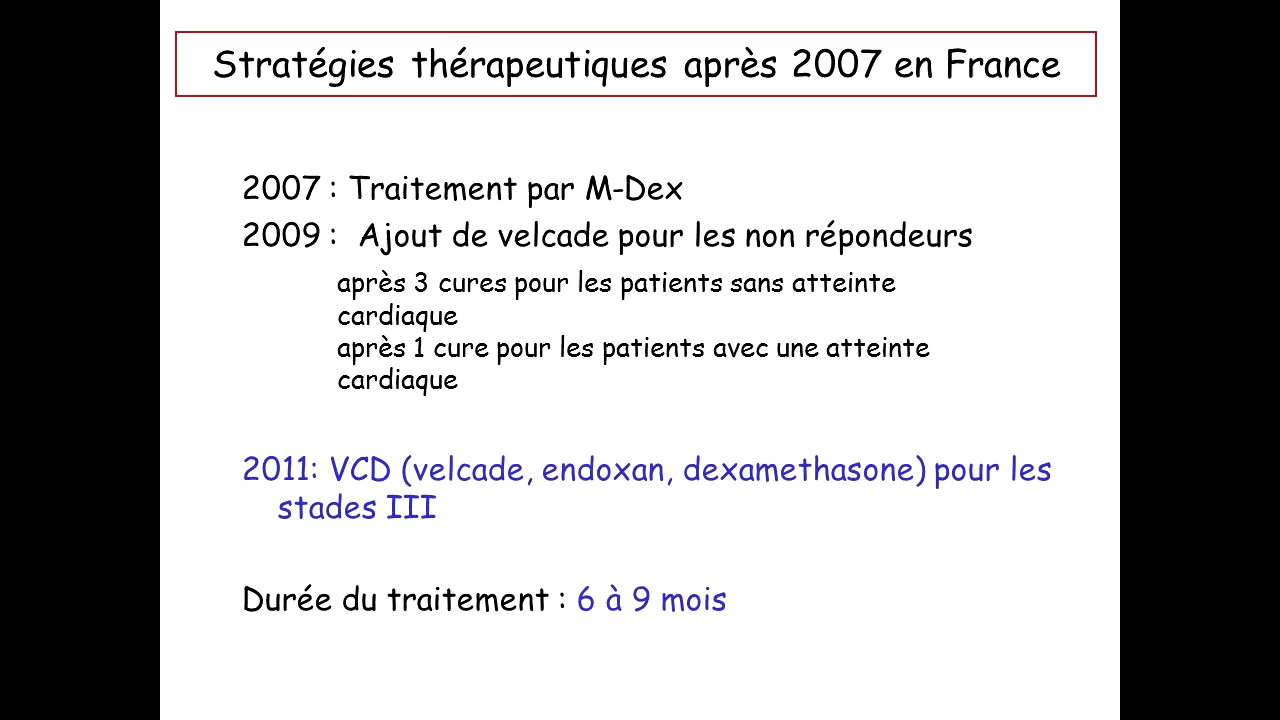 Stratégies thérapeutiques après 2007 en France
2007 : Traitement par M-Dex
2009 : Ajout de velcade pour les non répondeurs
après 3 cures pour les patients sans atteinte
cardiaque
après 1 cure pour les patients avec une atteinte
cardiaque
2011: VCD (velcade, endoxan, dexamethasone) pour les
stades III
Durée du traitement : 6 à 9 mois